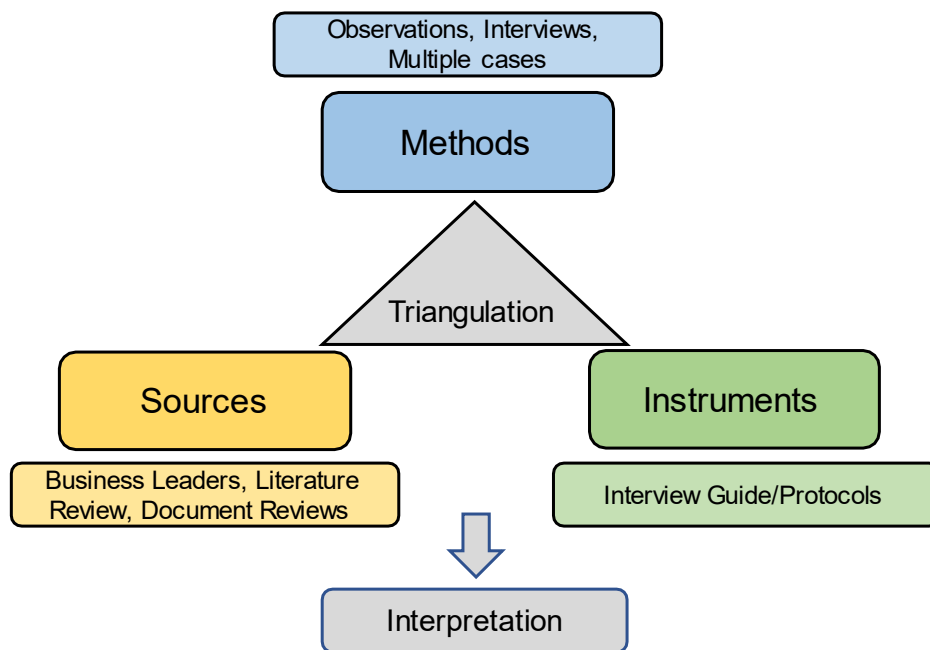 Observations, Interviews,
Multiple cases
Methods
Triangulation
Sources
Instruments
Business Leaders, Literature
Review, Document Reviews
Interview Guide/Protocols
Interpretation